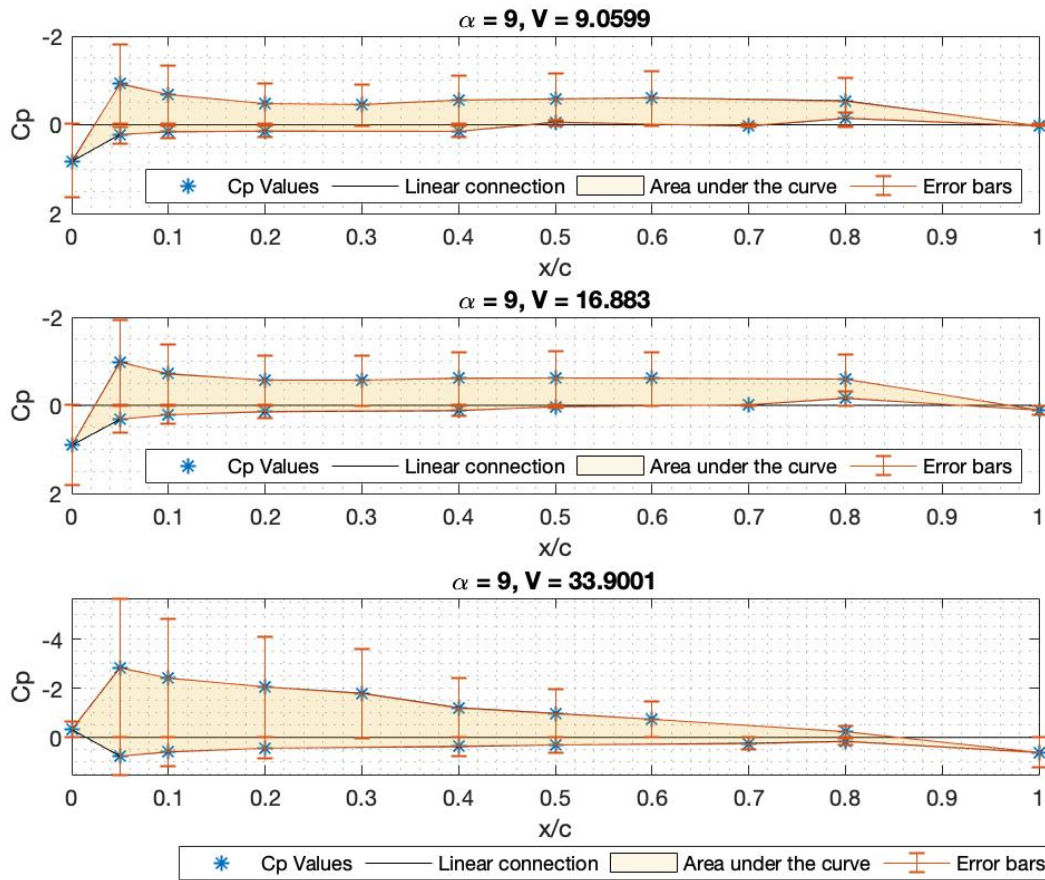 α = 9, V = 9.0599
-2
0
2
Cp
Cp Values Linear connection Area under the curve Error bars
0 0.1 0.2 0.3 0.4 0.5 0.6 0.7 0.8 0.9 1
x/c
α = 9, V = 16.883
-2
0
2
Cp
Cp Values Linear connection Area under the curve Error bars
0 0.1 0.2 0.3 0.4 0.5 0.6 0.7 0.8 0.9 1
x/c
α = 9, V = 33.9001
-4
-2
0
Cp
0 0.1 0.2 0.3 0.4 0.5 0.6 0.7 0.8 0.9 1
x/c
Cp Values Linear connection Area under the curve Error bars